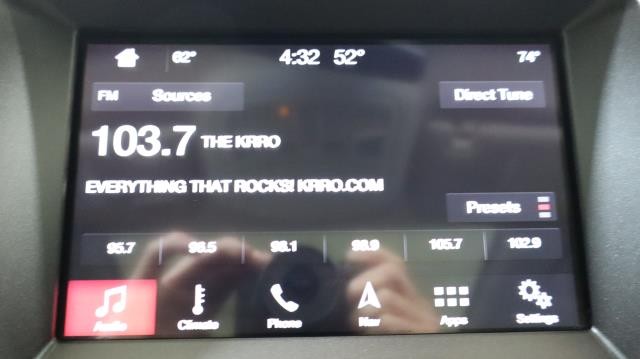 62° 4:32 52° 74°
FM Sources Direct Tune
103.7 THE KRRO
EVERYTHING THAT ROCKS! KRRO.COM
Presets
95.7 98.5 98.1 98.9 105.7 102.9
Audio Climate Phone Nav Apps Settings